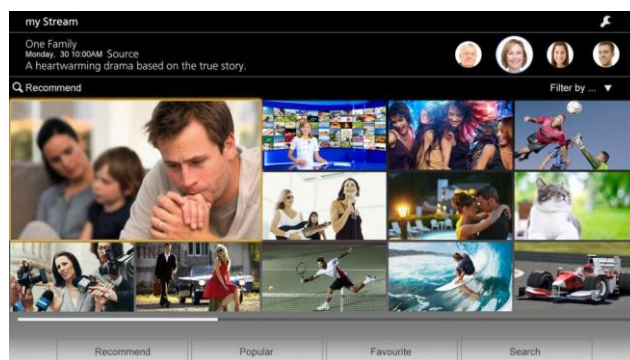 my Stream
One Family
Monday, 30 10:00AM Source
A heartwarming drama based on the true story.
Recommend
Filter by ...
Recommend
Popular
Favourite
Search